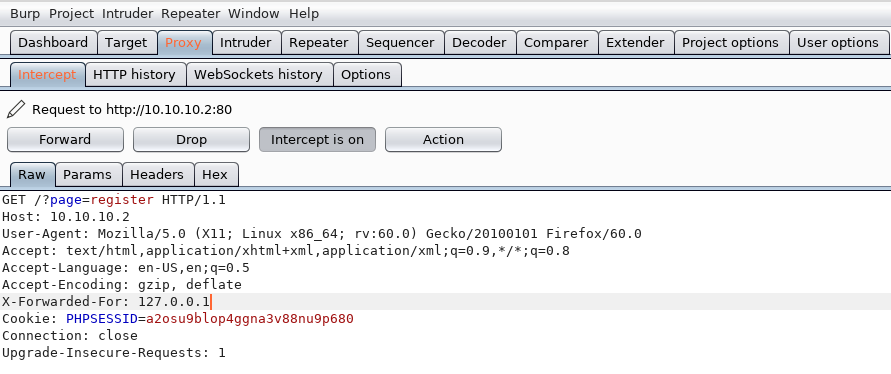 Burp Project Intruder Repeater Window Help
Dashboard Target Proxy Intruder Repeater Sequencer Decoder Comparer Extender Project options User options
Intercept HTTP history WebSockets history Options
Request to http://10.10.10.2:80
Forward Drop Intercept is on Action
Raw Params Headers Hex
GET /?page=register HTTP/1.1
Host: 10.10.10.2
User-Agent: Mozilla/5.0 (X11; Linux x86_64; rv:60.0) Gecko/20100101 Firefox/60.0
Accept: text/html,application/xhtml+xml,application/xml;q=0.9,*/*;q=0.8
Accept-Language: en-US,en;q=0.5
Accept-Encoding: gzip, deflate
X-Forwarded-For: 127.0.0.1
Cookie: PHPSESSID=a2osu9blop4ggna3v88nu9p680
Connection: close
Upgrade-Insecure-Requests: 1